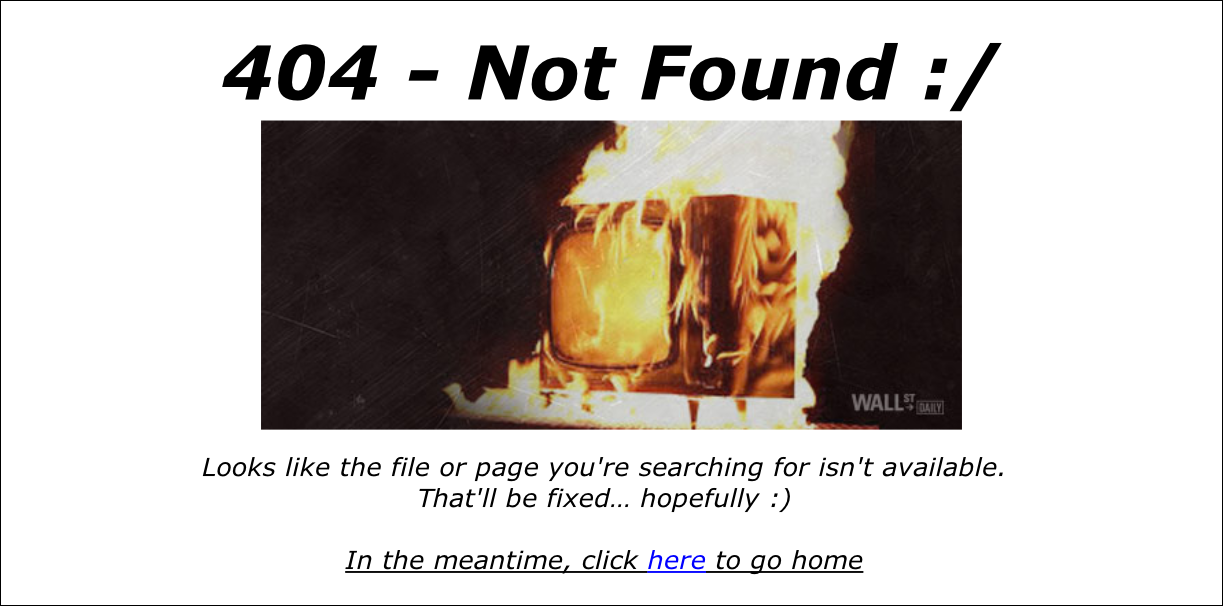 404 - Not Found :/
WALL ST DAILY
Looks like the file or page you're searching for isn't available.
That'll be fixed... hopefully :)
In the meantime, click here to go home